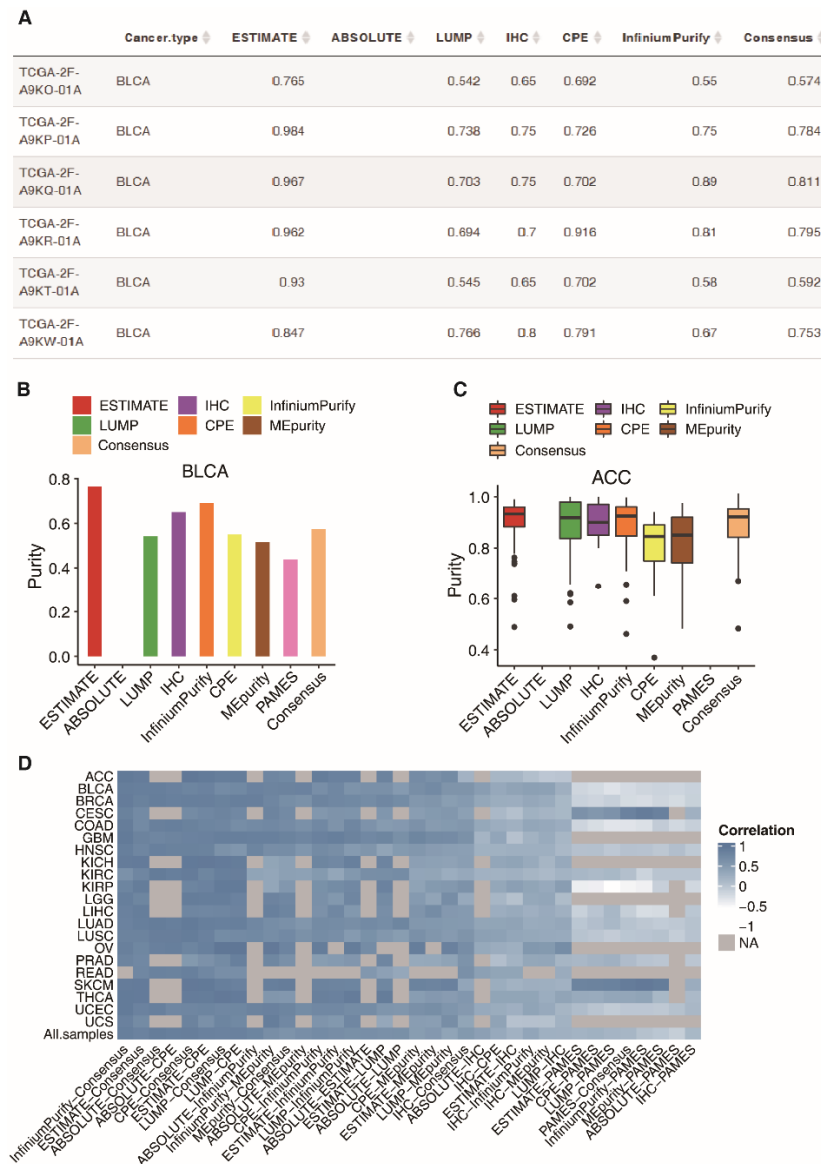 A
Cancer.type ESTIMATE ABSOLUTE LUMP IHC CPE InfiniumPurify Consensus
TCGA-2F-
A9KO-01A BLCA 0.765 0.542 0.65 0.692 0.55 0.574
TCGA-2F-
A9KP-01A BLCA 0.984 0.738 0.75 0.726 0.75 0.784
TCGA-2F-
A9KQ-01A BLCA 0.967 0.703 0.75 0.702 0.89 0.811
TCGA-2F-
A9KR-01A BLCA 0.962 0.694 0.7 0.916 0.81 0.795
TCGA-2F-
A9KT-01A BLCA 0.93 0.545 0.65 0.702 0.58 0.592
TCGA-2F-
A9KW-01A BLCA 0.847 0.766 0.8 0.791 0.67 0.753
B
ESTIMATE IHC InfiniumPurify
LUMP CPE MEpurity
Consensus
BLCA
Purity
0.8
0.6
0.4
0.2
0.0
ESTIMATE
ABSOLUTE
LUMP
IHC
InfiniumPurify
CPE
MEpurity
PAMES
Consensus
C
ESTIMATE IHC InfiniumPurify
LUMP CPE MEpurity
Consensus
ACC
Purity
1.0
0.8
0.6
0.4
ESTIMATE
ABSOLUTE
LUMP
IHC
InfiniumPurify
CPE
MEpurity
PAMES
Consensus
D
ACC
BLCA
BRCA
CESC
COAD
GBM
HNSC
KICH
KIRC
KIRP
LGG
LIHC
LUAD
LUSC
OV
PRAD
READ
SKCM
THCA
UCEC
UCS
All.samples
InfiniumPurify-Consensus
ESTIMATE-Consensus
ABSOLUTE-Consensus
ABSOLUTE-CPE
CPE-Consensus
ESTIMATE-CPE
LUMP-Consensus
LUMP-CPE
ABSOLUTE-InfiniumPurify
InfiniumPurify-MEpurity
MEpurity-Consensus
ABSOLUTE-MEpurity
CPE-InfiniumPurify
ESTIMATE-InfiniumPurify
LUMP-InfiniumPurify
ABSOLUTE-ESTIMATE
ESTIMATE-LUMP
ABSOLUTE-LUMP
CPE-MEpurity
ESTIMATE-MEpurity
LUMP-MEpurity
IHC-Consensus
ABSOLUTE-IHC
IHC-CPE
ESTIMATE-IHC
IHC-InfiniumPurify
IHC-MEpurity
LUMP-IHC
ESTIMATE-PAMES
CPE-PAMES
LUMP-PAMES
PAMES-Consensus
InfiniumPurify-PAMES
MEpurity-PAMES
ABSOLUTE-PAMES
IHC-PAMES
Correlation
1
0.5
0
-0.5
-1
NA